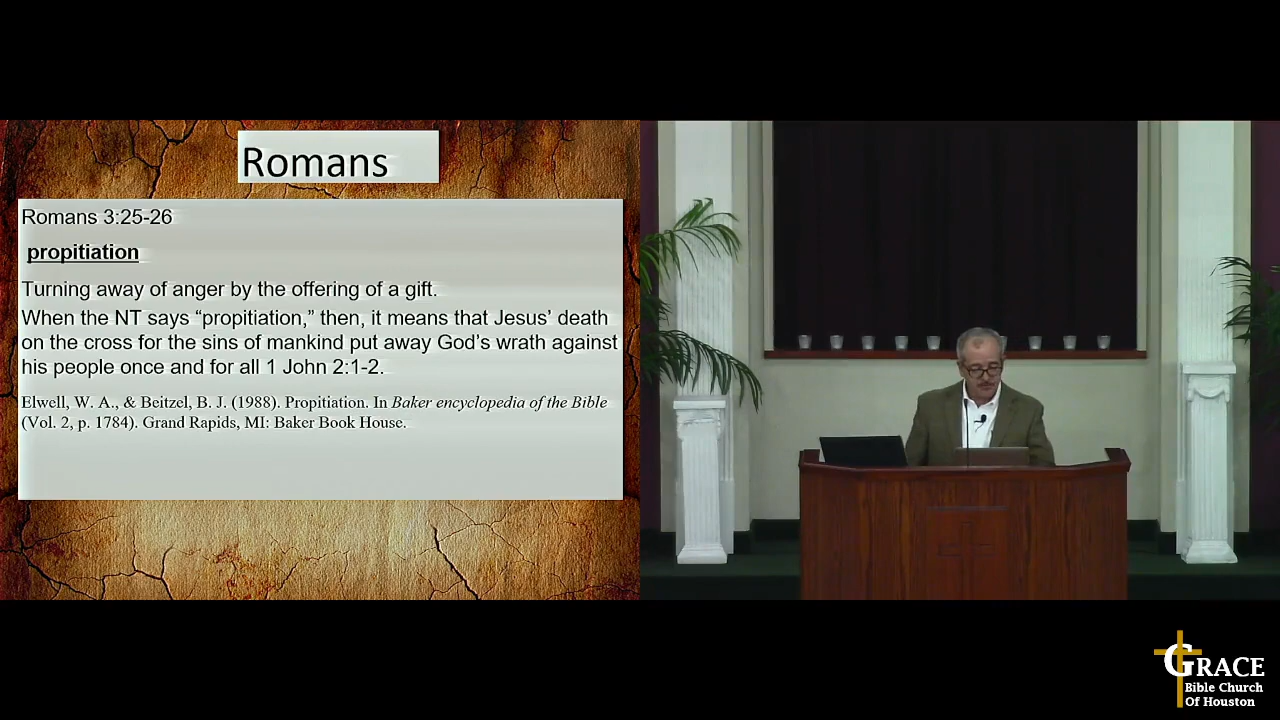 Romans
Romans 3:25-26
propitiation
Turning away of anger by the offering of a gift.
When the NT says “propitiation,” then, it means that Jesus’ death
on the cross for the sins of mankind put away God’s wrath against
his people once and for all 1 John 2:1-2.
Elwell, W. A., & Beitzel, B. J. (1988). Propitiation. In Baker encyclopedia of the Bible
(Vol. 2, p. 1784). Grand Rapids, MI: Baker Book House.
GRACE
Bible Church
Of Houston